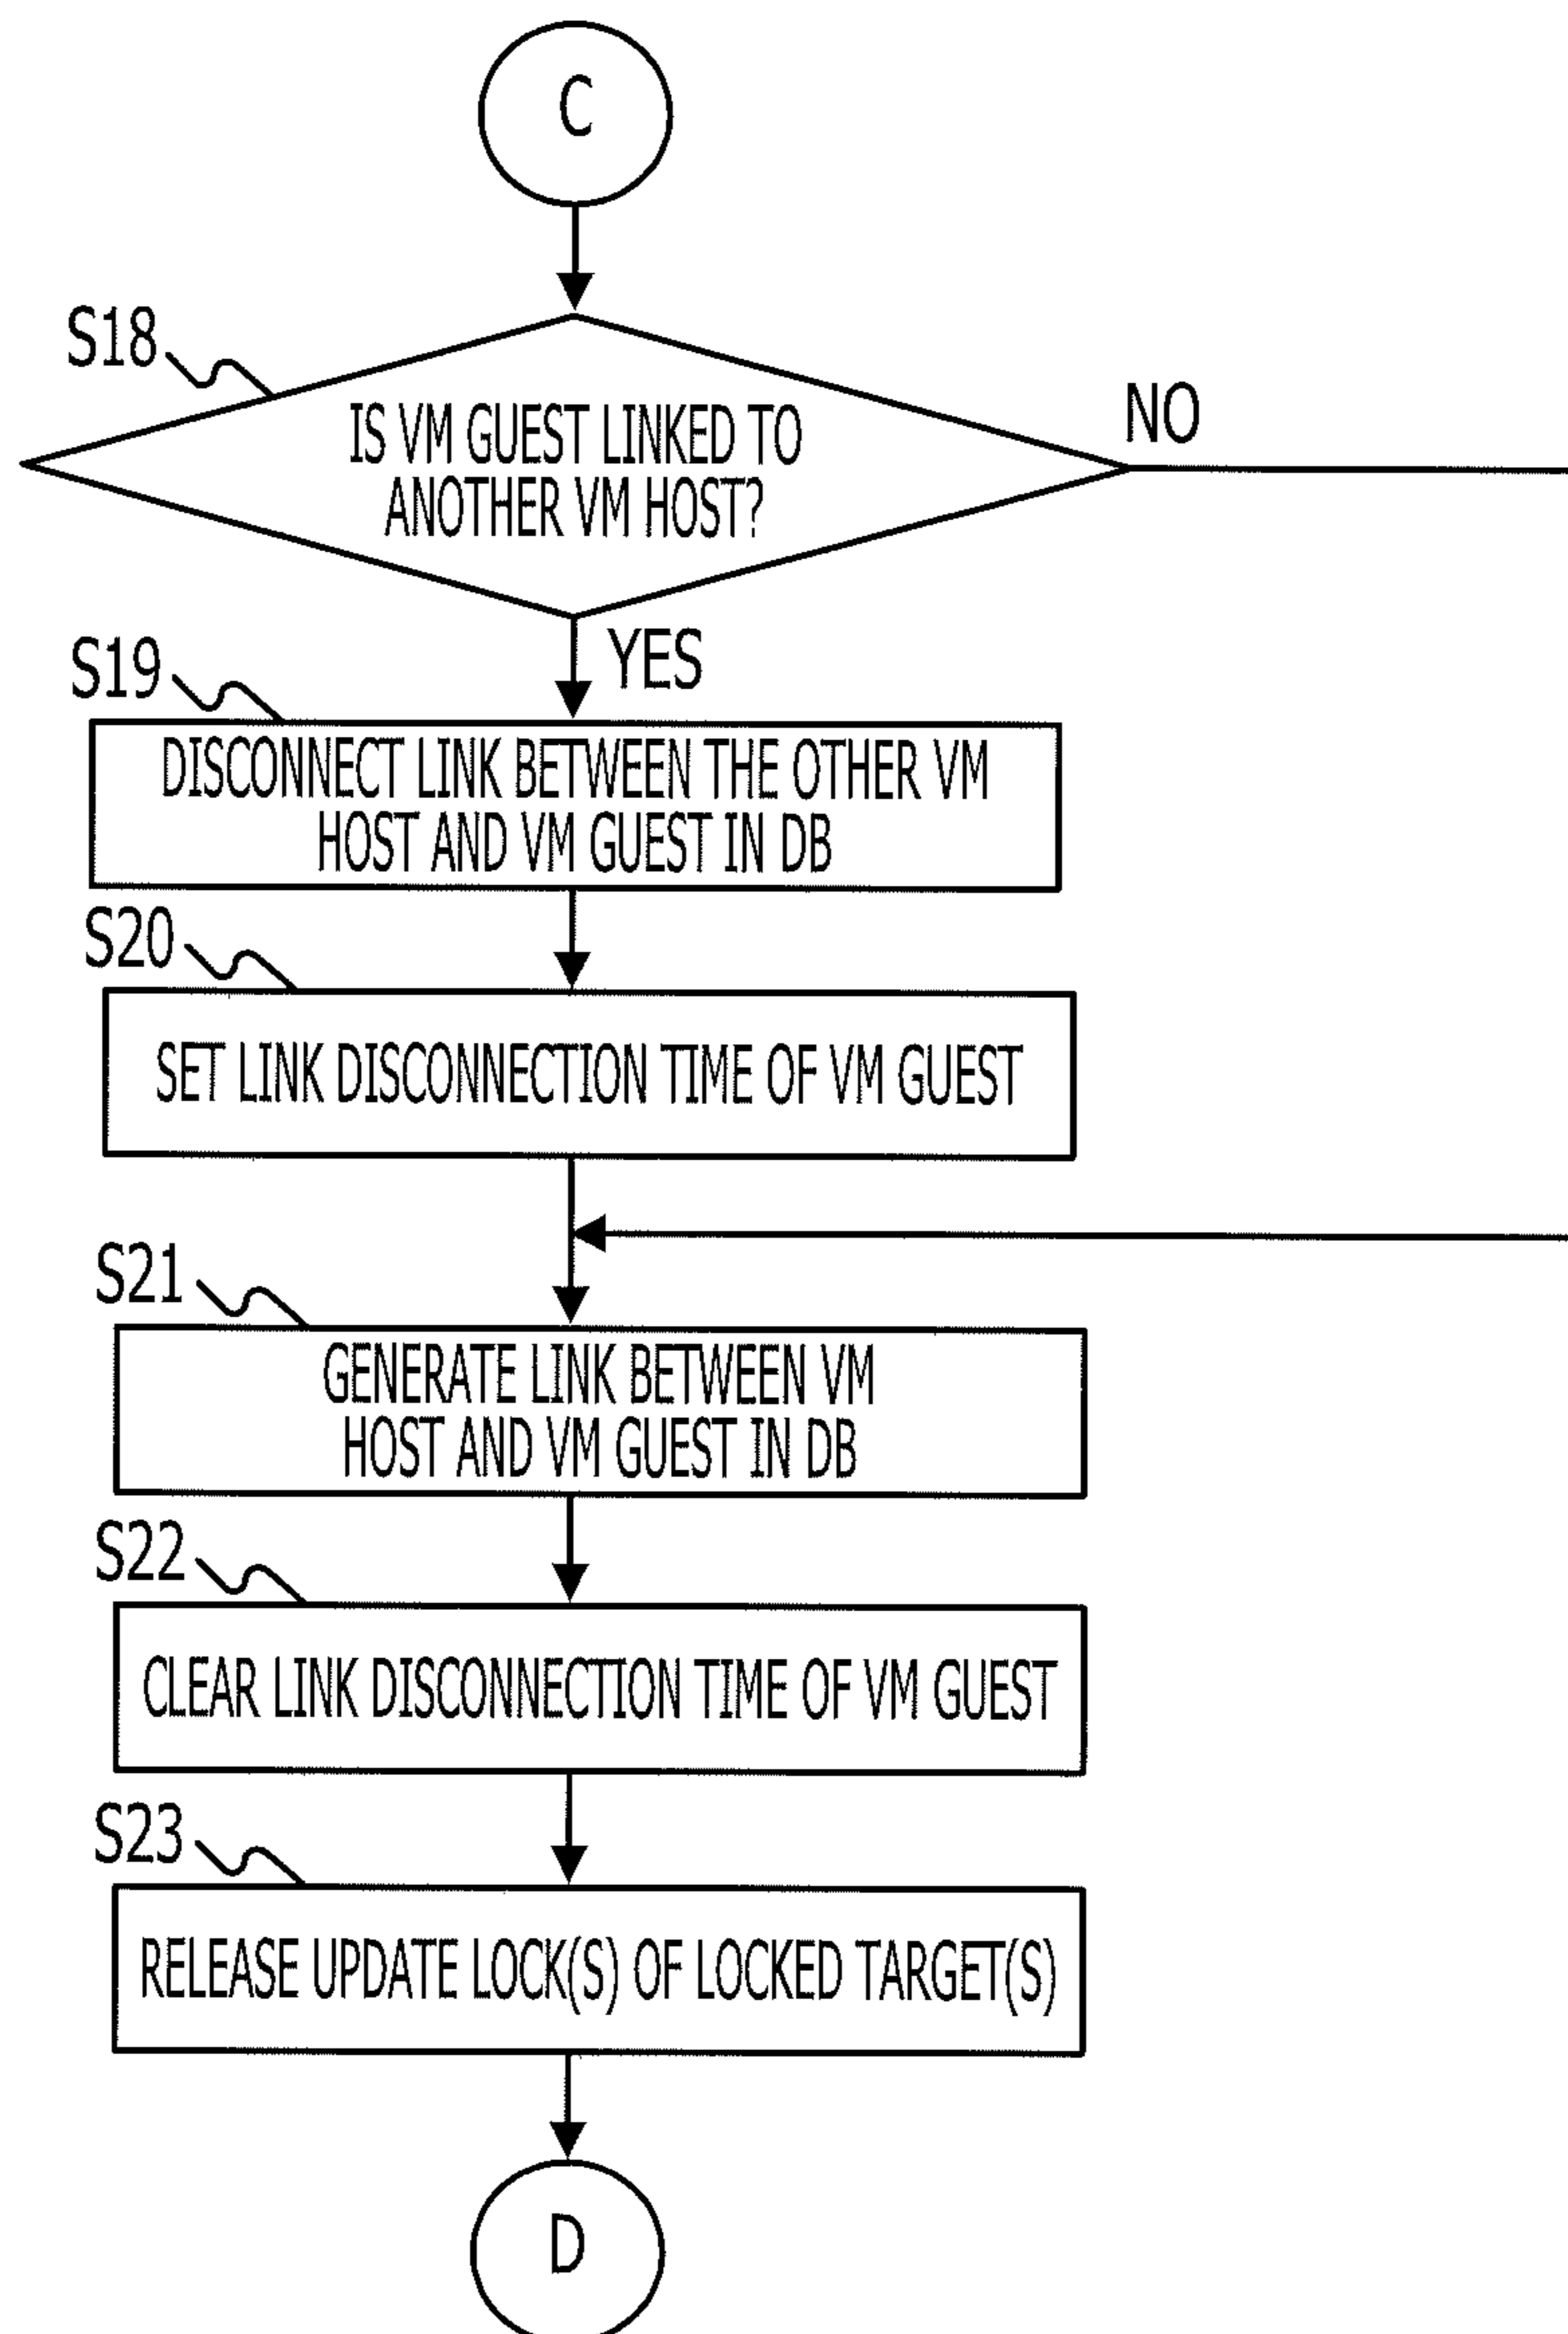 C
S18
IS VM GUEST LINKED TO
ANOTHER VM HOST?
NO
YES
S19
DISCONNECT LINK BETWEEN THE OTHER VM
HOST AND VM GUEST IN DB
S20
SET LINK DISCONNECTION TIME OF VM GUEST
S21
GENERATE LINK BETWEEN VM
HOST AND VM GUEST IN DB
S22
CLEAR LINK DISCONNECTION TIME OF VM GUEST
S23
RELEASE UPDATE LOCK(S) OF LOCKED TARGET(S)
D